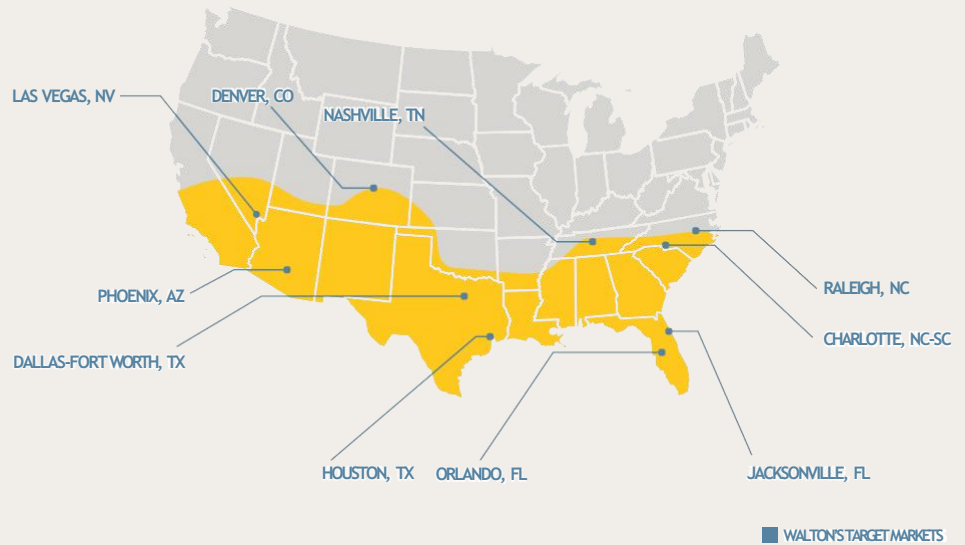 LAS VEGAS, NV
DENVER, CO
NASHVILLE, TN
PHOENIX, AZ
RALEIGH, NC
CHARLOTTE, NC-SC
DALLAS-FORT WORTH, TX
HOUSTON, TX
ORLANDO, FL
JACKSONVILLE, FL
WALTON'S TARGET MARKETS